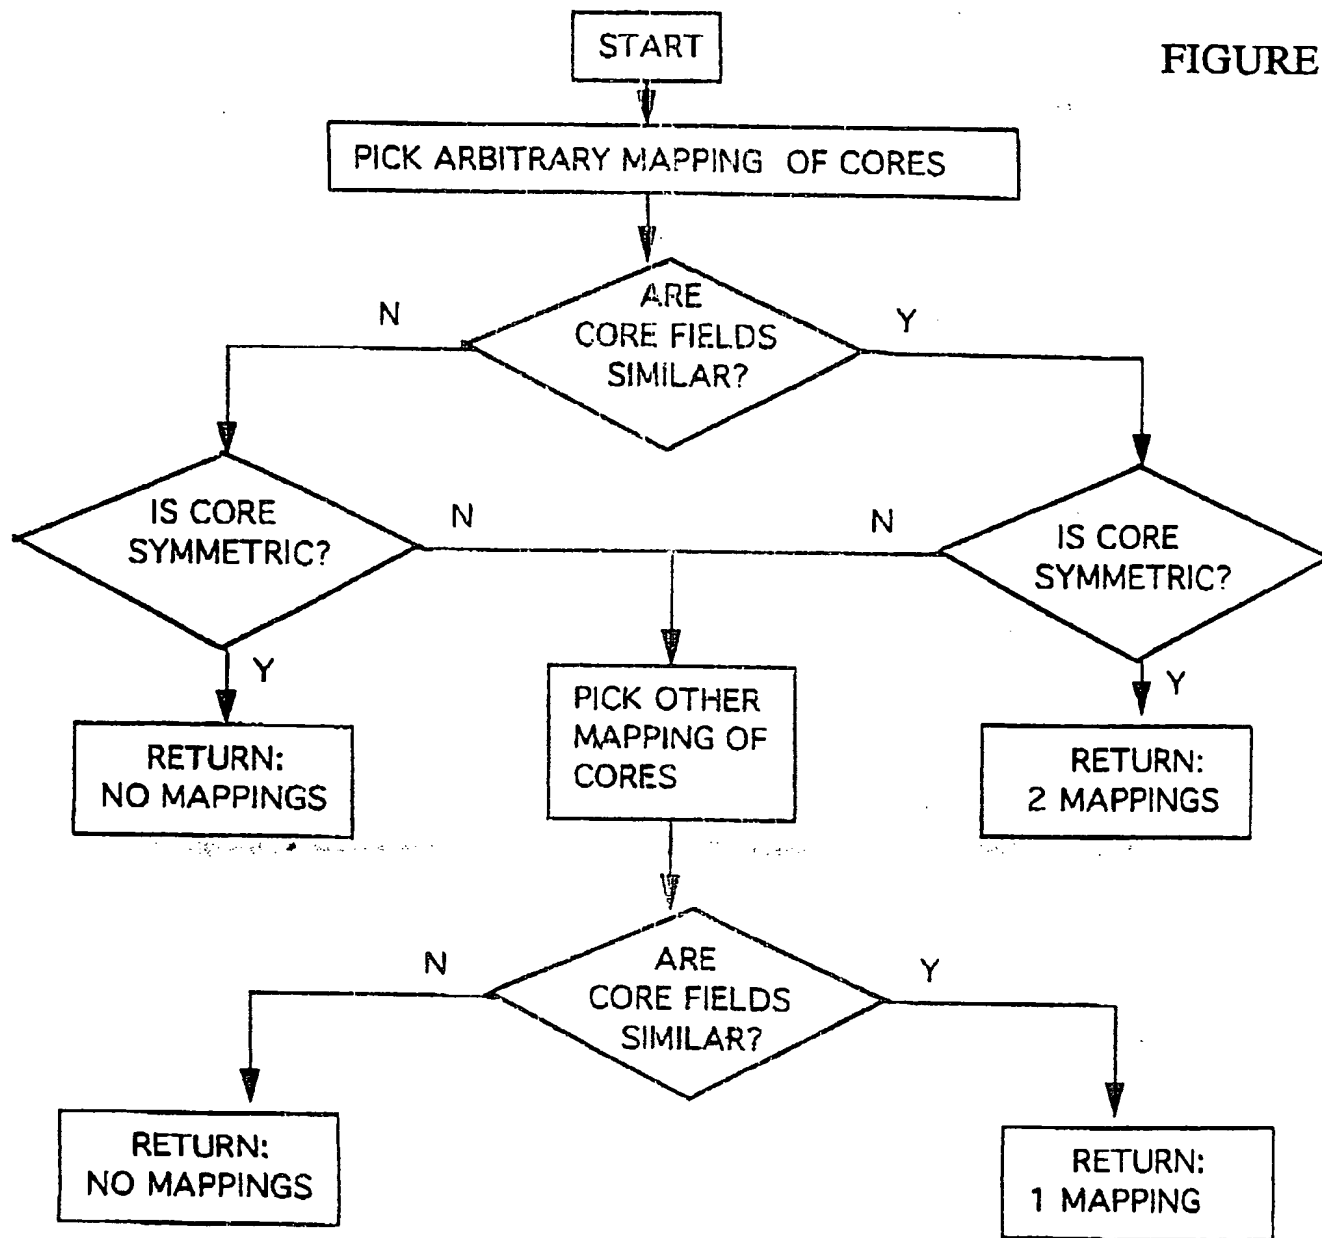 START
FIGURE
PICK ARBITRARY MAPPING OF CORES
ARE
CORE FIELDS
SIMILAR?
N
Y
IS CORE
SYMMETRIC?
N
N
IS CORE
SYMMETRIC?
Y
Y
RETURN:
NO MAPPINGS
PICK OTHER
MAPPING OF
CORES
RETURN:
2 MAPPINGS
ARE
CORE FIELDS
SIMILAR?
N
Y
RETURN:
NO MAPPINGS
RETURN:
1 MAPPING